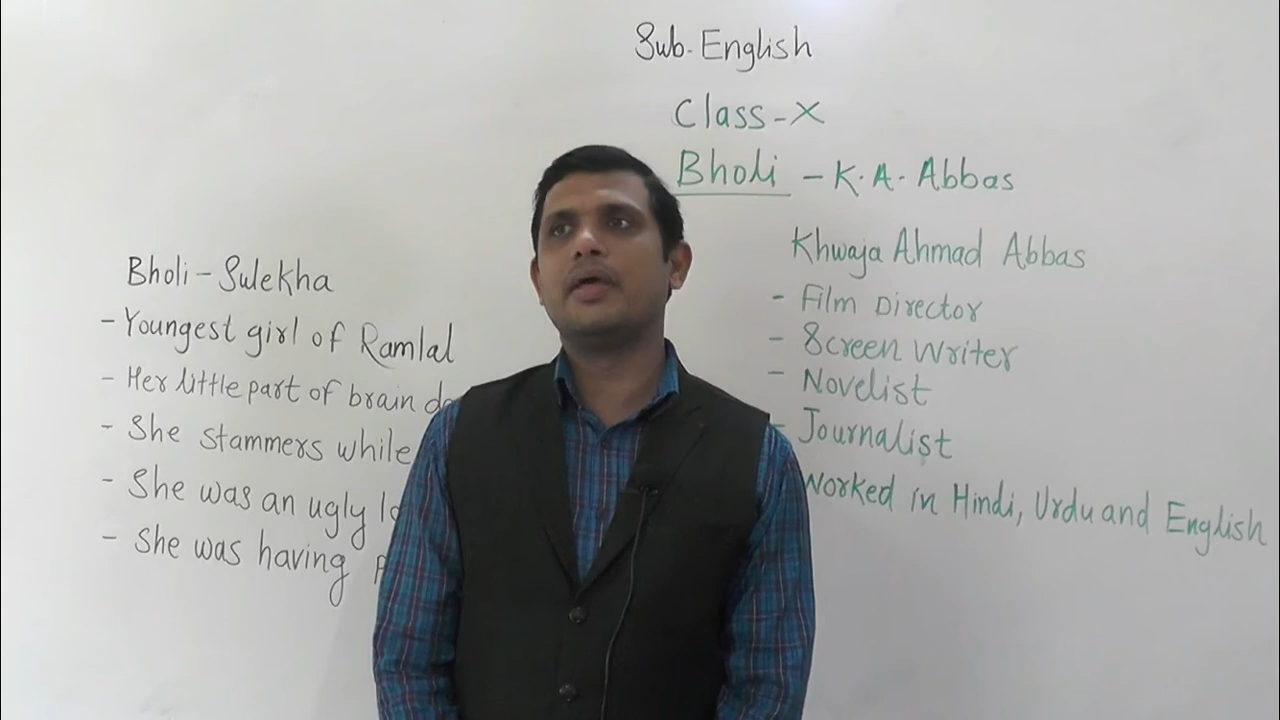 Sub-English
Class-X
Bholi - K.A. Abbas
Khwaja Ahmad Abbas
- Film Director
- Screen Writer
- Novelist
- Journalist
Worked in Hindi, Urdu and English
Bholi - Sulekha
- Youngest girl of Ramlal
- Her little part of brain
- She stammers while
- She was an ugly
- She was having